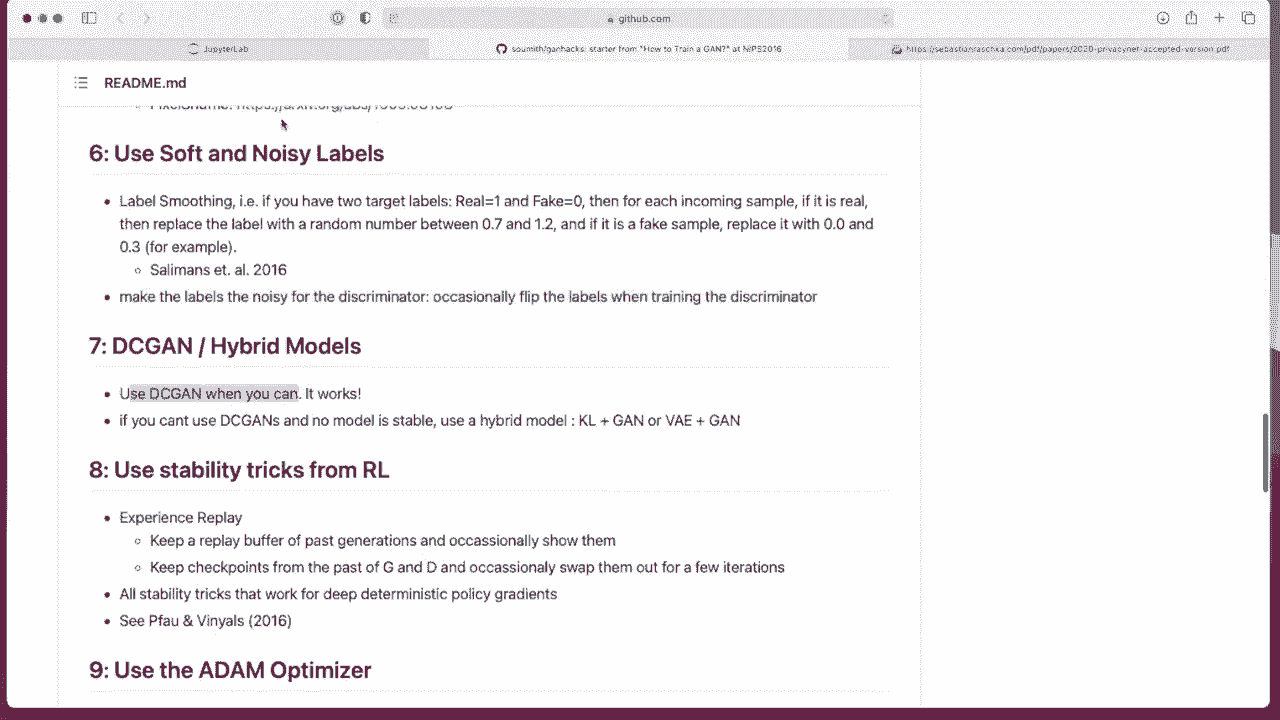 github.com
JupyterLab
soumith/ganhacks: starter from "How to Train a GAN?" at NIPS2016
https://sebastianraschka.com/pdf/papers/2020-privacynet-accepted-version.pdf
README.md
6: Use Soft and Noisy Labels
Label Smoothing, i.e. if you have two target labels: Real=1 and Fake=0, then for each incoming sample, if it is real,
then replace the label with a random number between 0.7 and 1.2, and if it is a fake sample, replace it with 0.0 and
0.3 (for example).
Salimans et. al. 2016
make the labels the noisy for the discriminator: occasionally flip the labels when training the discriminator
7: DCGAN / Hybrid Models
Use DCGAN when you can. It works!
if you cant use DCGANs and no model is stable, use a hybrid model : KL + GAN or VAE + GAN
8: Use stability tricks from RL
Experience Replay
Keep a replay buffer of past generations and occassionally show them
Keep checkpoints from the past of G and D and occassionaly swap them out for a few iterations
All stability tricks that work for deep deterministic policy gradients
See Pfau & Vinyals (2016)
9: Use the ADAM Optimizer